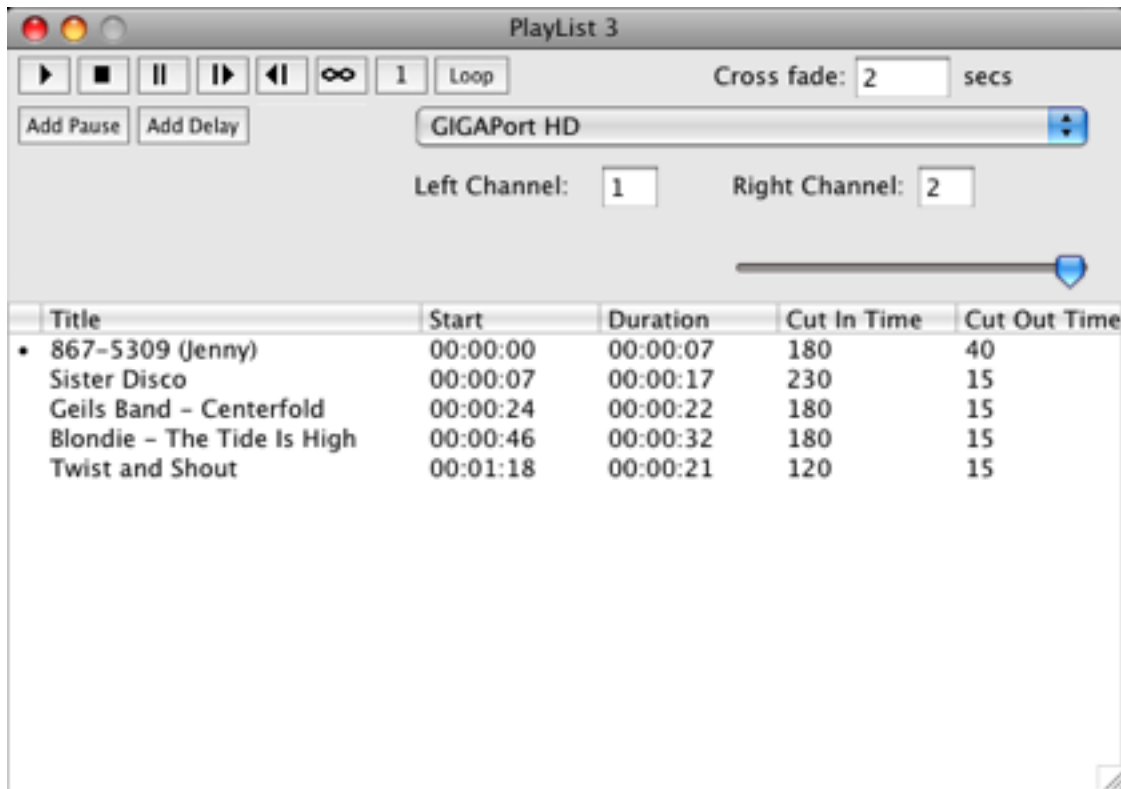 PlayList 3
1 Loop Cross fade: 2 secs
Add Pause Add Delay GIGAPort HD
Left Channel: 1 Right Channel: 2
Title Start Duration Cut In Time Cut Out Time
• 867-5309 (Jenny) 00:00:00 00:00:07 180 40
Sister Disco 00:00:07 00:00:17 230 15
Geils Band - Centerfold 00:00:24 00:00:22 180 15
Blondie - The Tide Is High 00:00:46 00:00:32 180 15
Twist and Shout 00:01:18 00:00:21 120 15